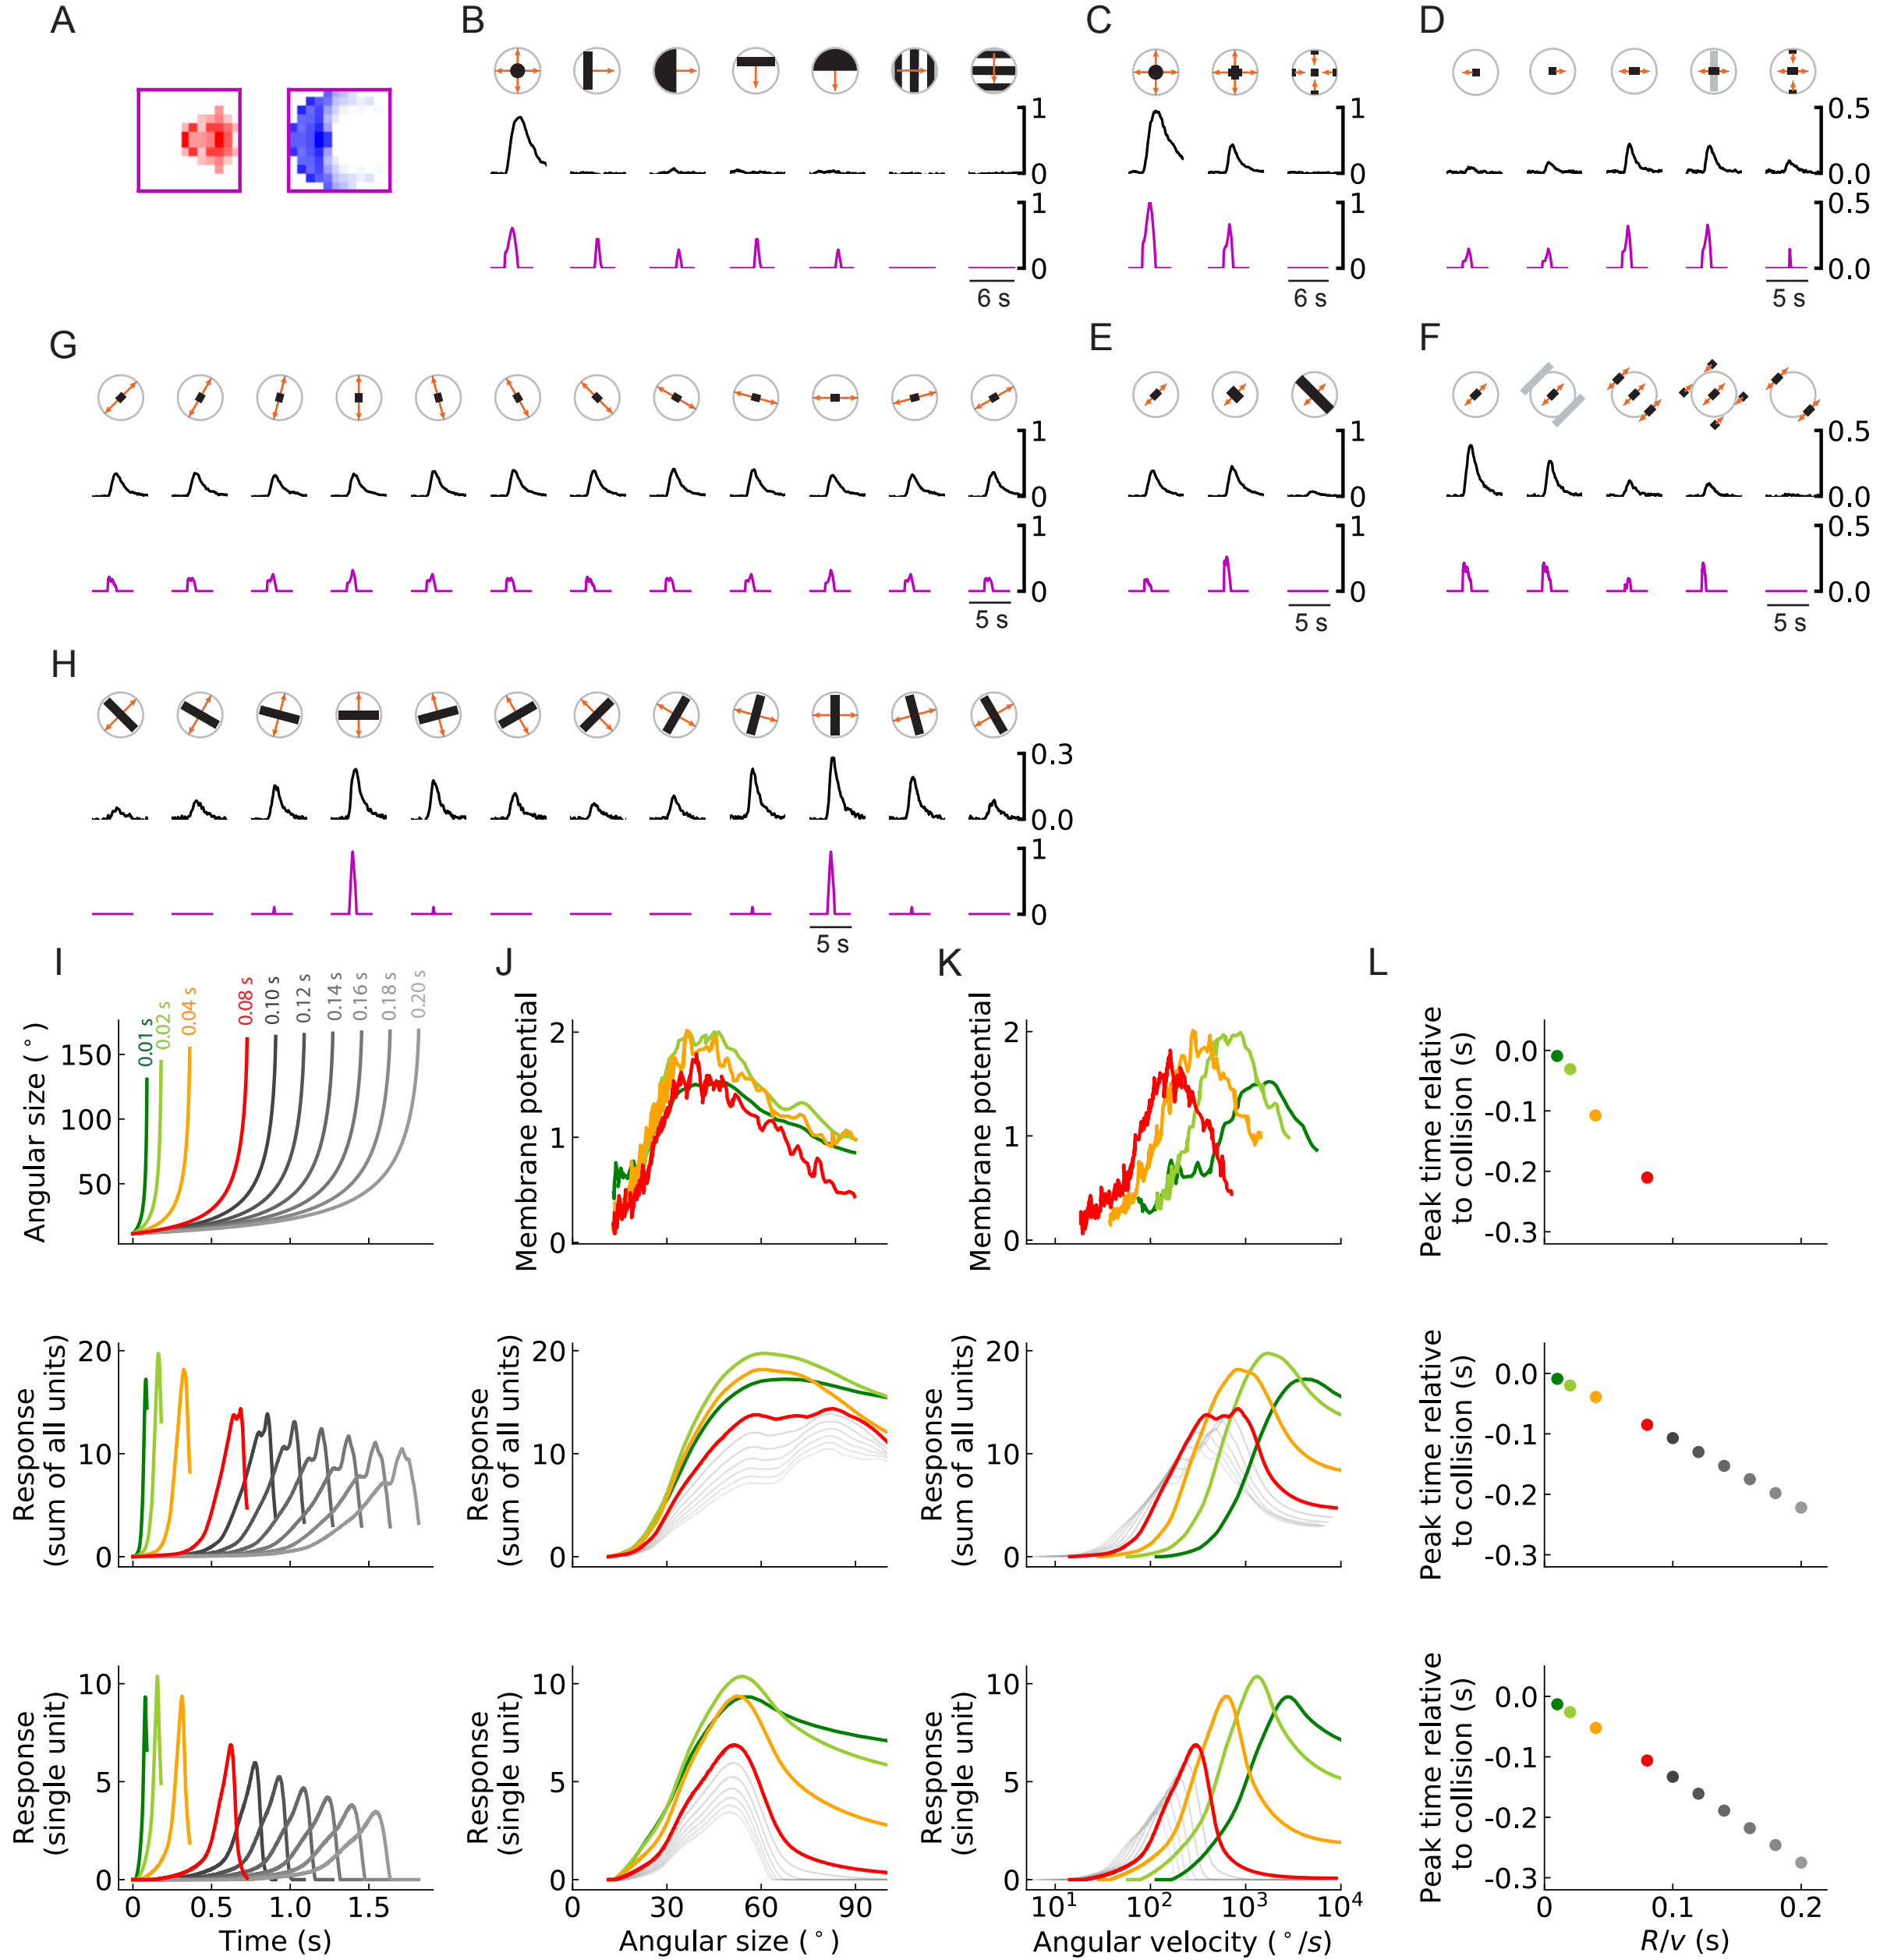 A
B
C
D
1
0
1
0
6 s
1
0
1
0
6 s
0.5
0.0
0.5
0.0
5 s
G
E
F
1
0
1
0
5 s
1
0
1
0
5 s
0.5
0.0
0.5
0.0
5 s
H
0.3
0.0
1
0
5 s
I
J
K
L
0.01 s
0.02 s
0.04 s
0.08 s
0.10 s
0.12 s
0.14 s
0.16 s
0.18 s
0.20 s
Angular size (°)
150
100
50
Membrane potential
2
1
0
Membrane potential
2
1
0
Peak time relative
to collision (s)
0.0
-0.1
-0.2
-0.3
Response
(sum of all units)
20
10
0
Response
(sum of all units)
20
10
0
Response
(sum of all units)
20
10
0
Peak time relative
to collision (s)
0.0
-0.1
-0.2
-0.3
Response
(single unit)
10
5
0
0 0.5 1.0 1.5
Time (s)
Response
(single unit)
10
5
0
0 30 60 90
Angular size (°)
Response
(single unit)
10
5
0
10¹ 10² 10³ 10⁴
Angular velocity (°/s)
Peak time relative
to collision (s)
0.0
-0.1
-0.2
-0.3
0 0.1 0.2
R/v (s)